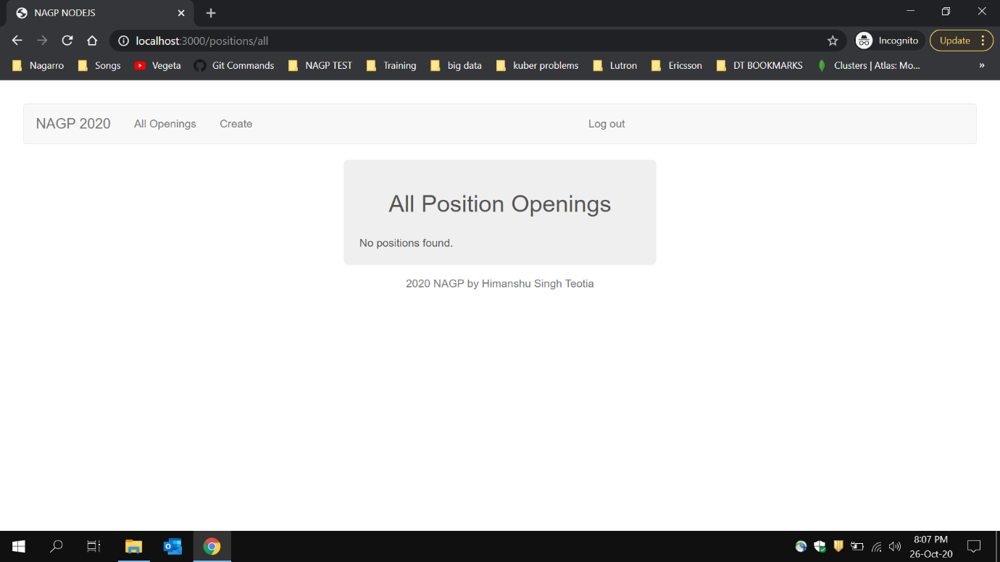 NAGP NODEJS
localhost:3000/positions/all
Incognito
Update
Nagarro
Songs
Vegeta
Git Commands
NAGP TEST
Training
big data
kuber problems
Lutron
Ericsson
DT BOOKMARKS
Clusters | Atlas: Mo...
»
NAGP 2020
All Openings
Create
Log out
All Position Openings
No positions found.
2020 NAGP by Himanshu Singh Teotia
8:07 PM
26-Oct-20